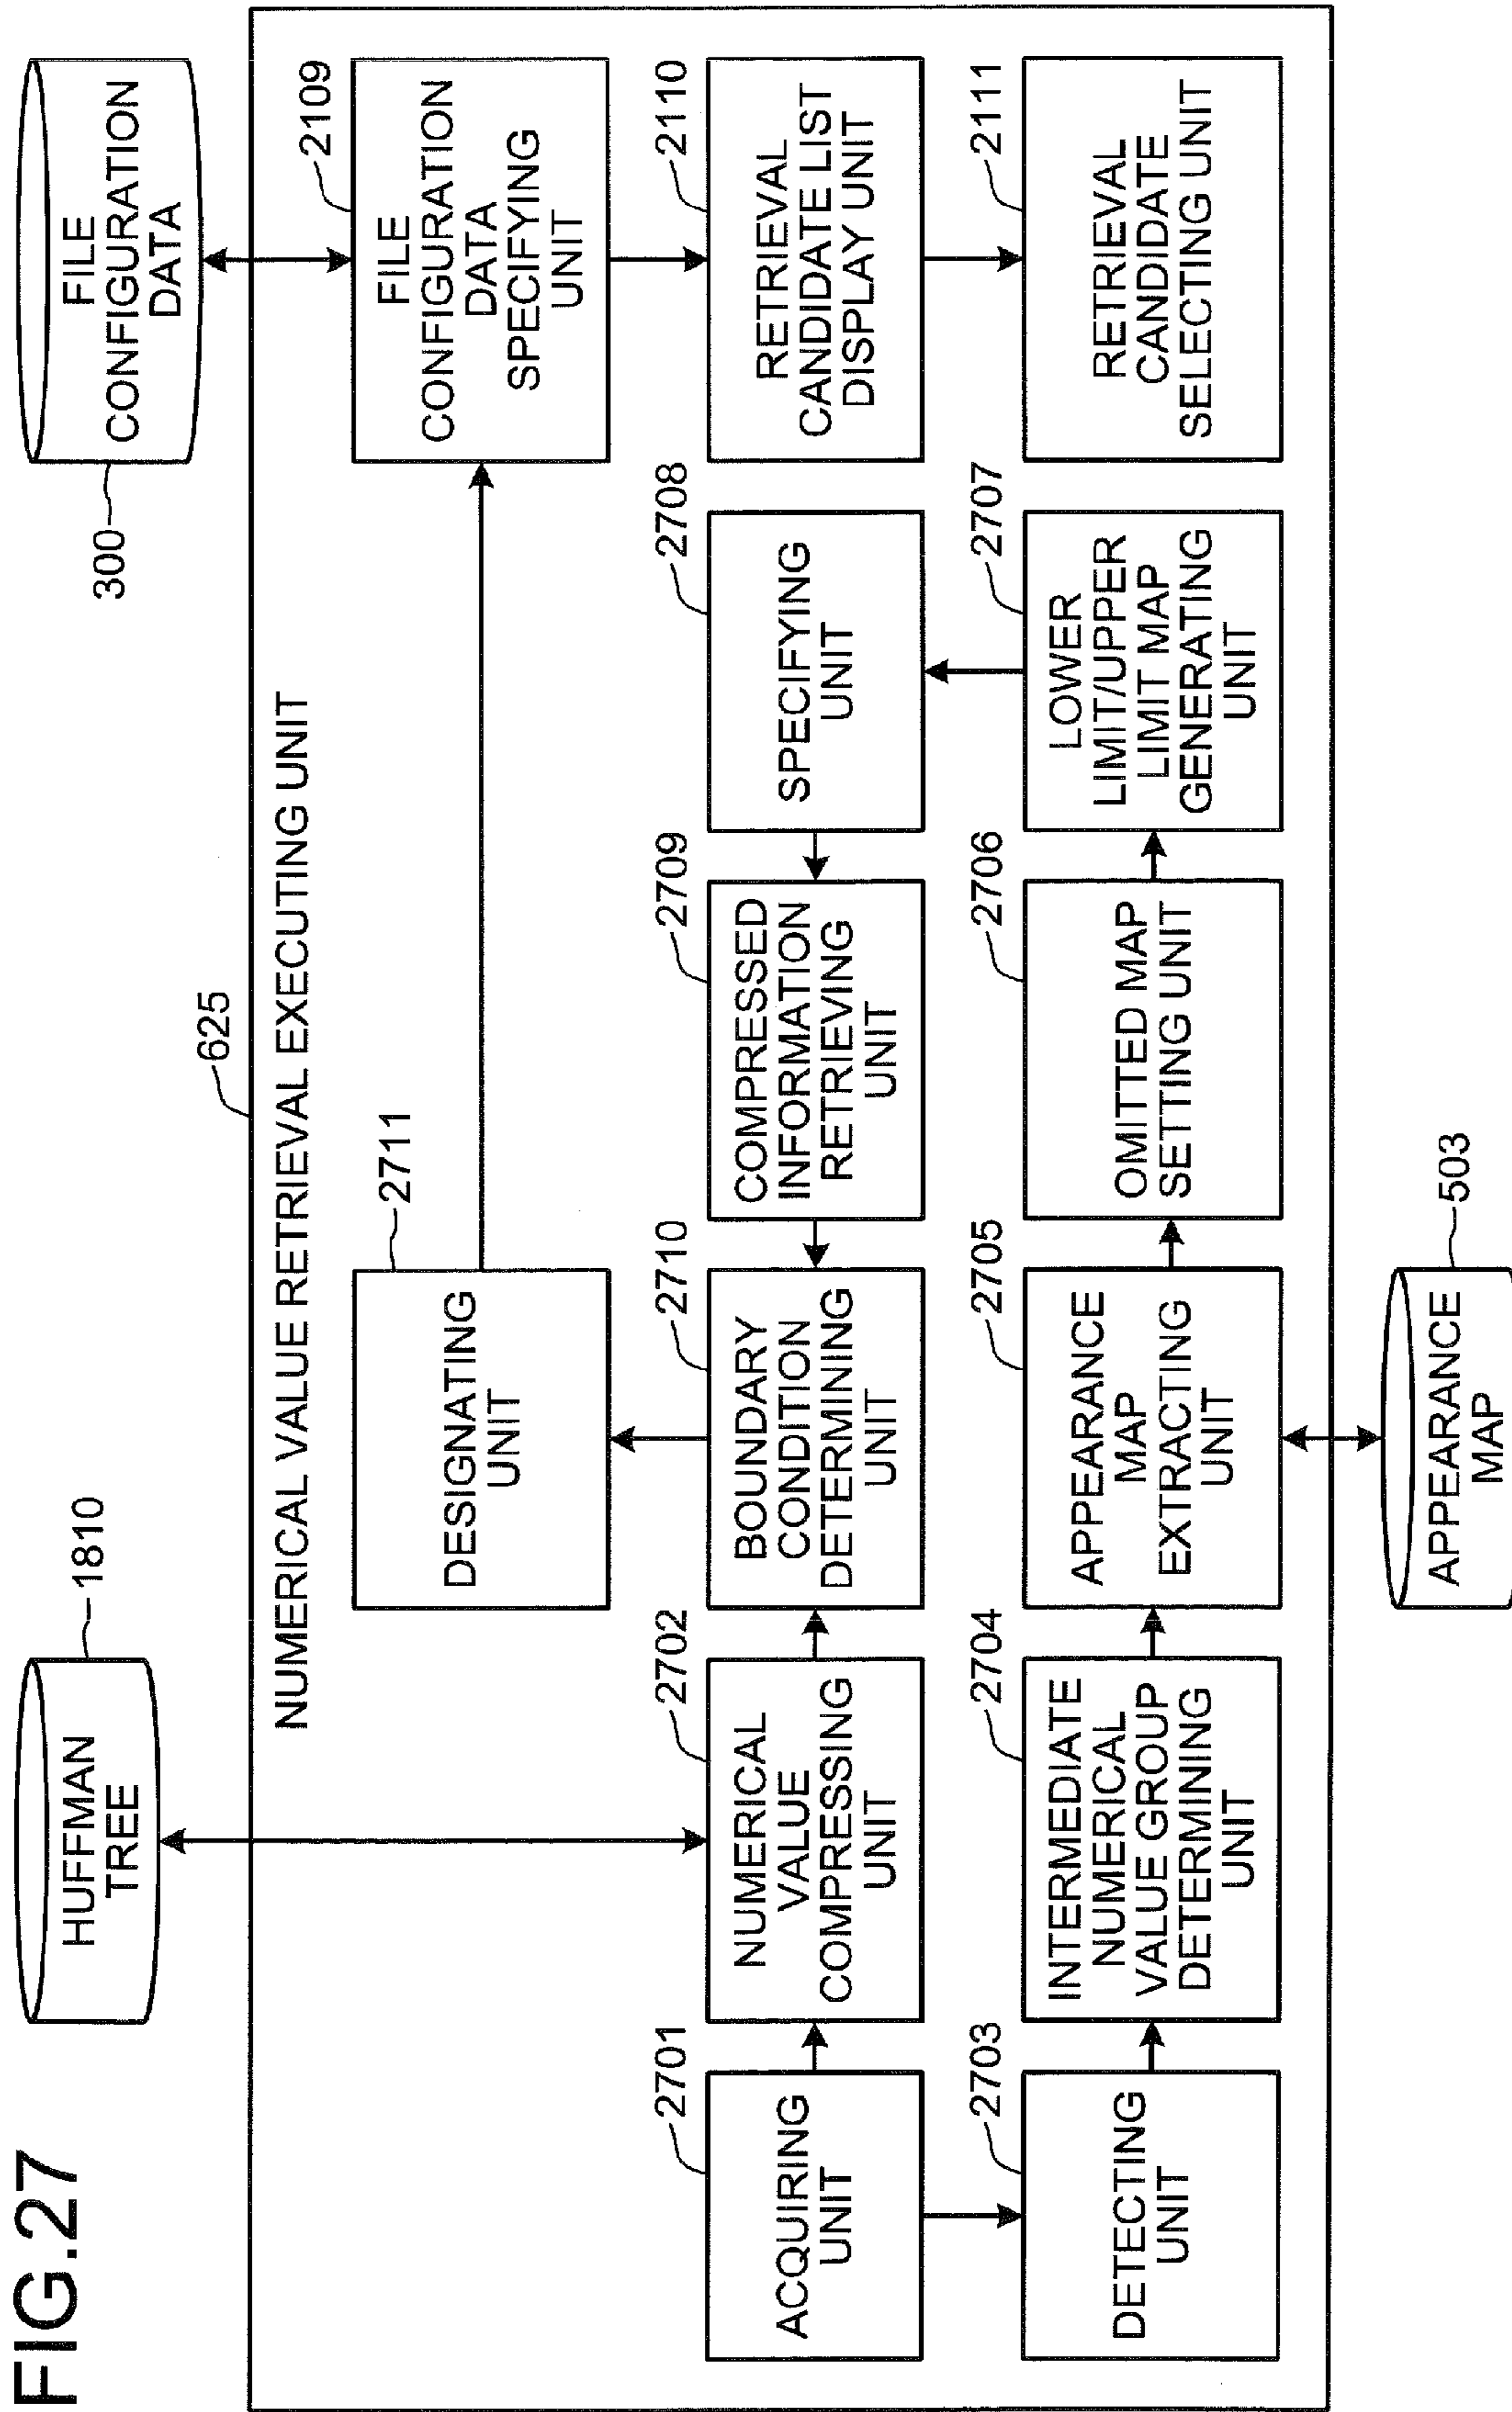 FIG.27
HUFFMAN
TREE
1810
300
FILE
CONFIGURATION
DATA
625
NUMERICAL VALUE RETRIEVAL EXECUTING UNIT
2711
DESIGNATING
UNIT
2109
FILE
CONFIGURATION
DATA
SPECIFYING
UNIT
2701
ACQUIRING
UNIT
2702
NUMERICAL
VALUE
COMPRESSING
UNIT
2710
BOUNDARY
CONDITION
DETERMINING
UNIT
2709
COMPRESSED
INFORMATION
RETRIEVING
UNIT
2708
SPECIFYING
UNIT
2110
RETRIEVAL
CANDIDATE LIST
DISPLAY UNIT
2703
DETECTING
UNIT
2704
INTERMEDIATE
NUMERICAL
VALUE GROUP
DETERMINING
UNIT
2705
APPEARANCE
MAP
EXTRACTING
UNIT
2706
OMITTED MAP
SETTING UNIT
2707
LOWER
LIMIT/UPPER
LIMIT MAP
GENERATING
UNIT
2111
RETRIEVAL
CANDIDATE
SELECTING UNIT
503
APPEARANCE
MAP